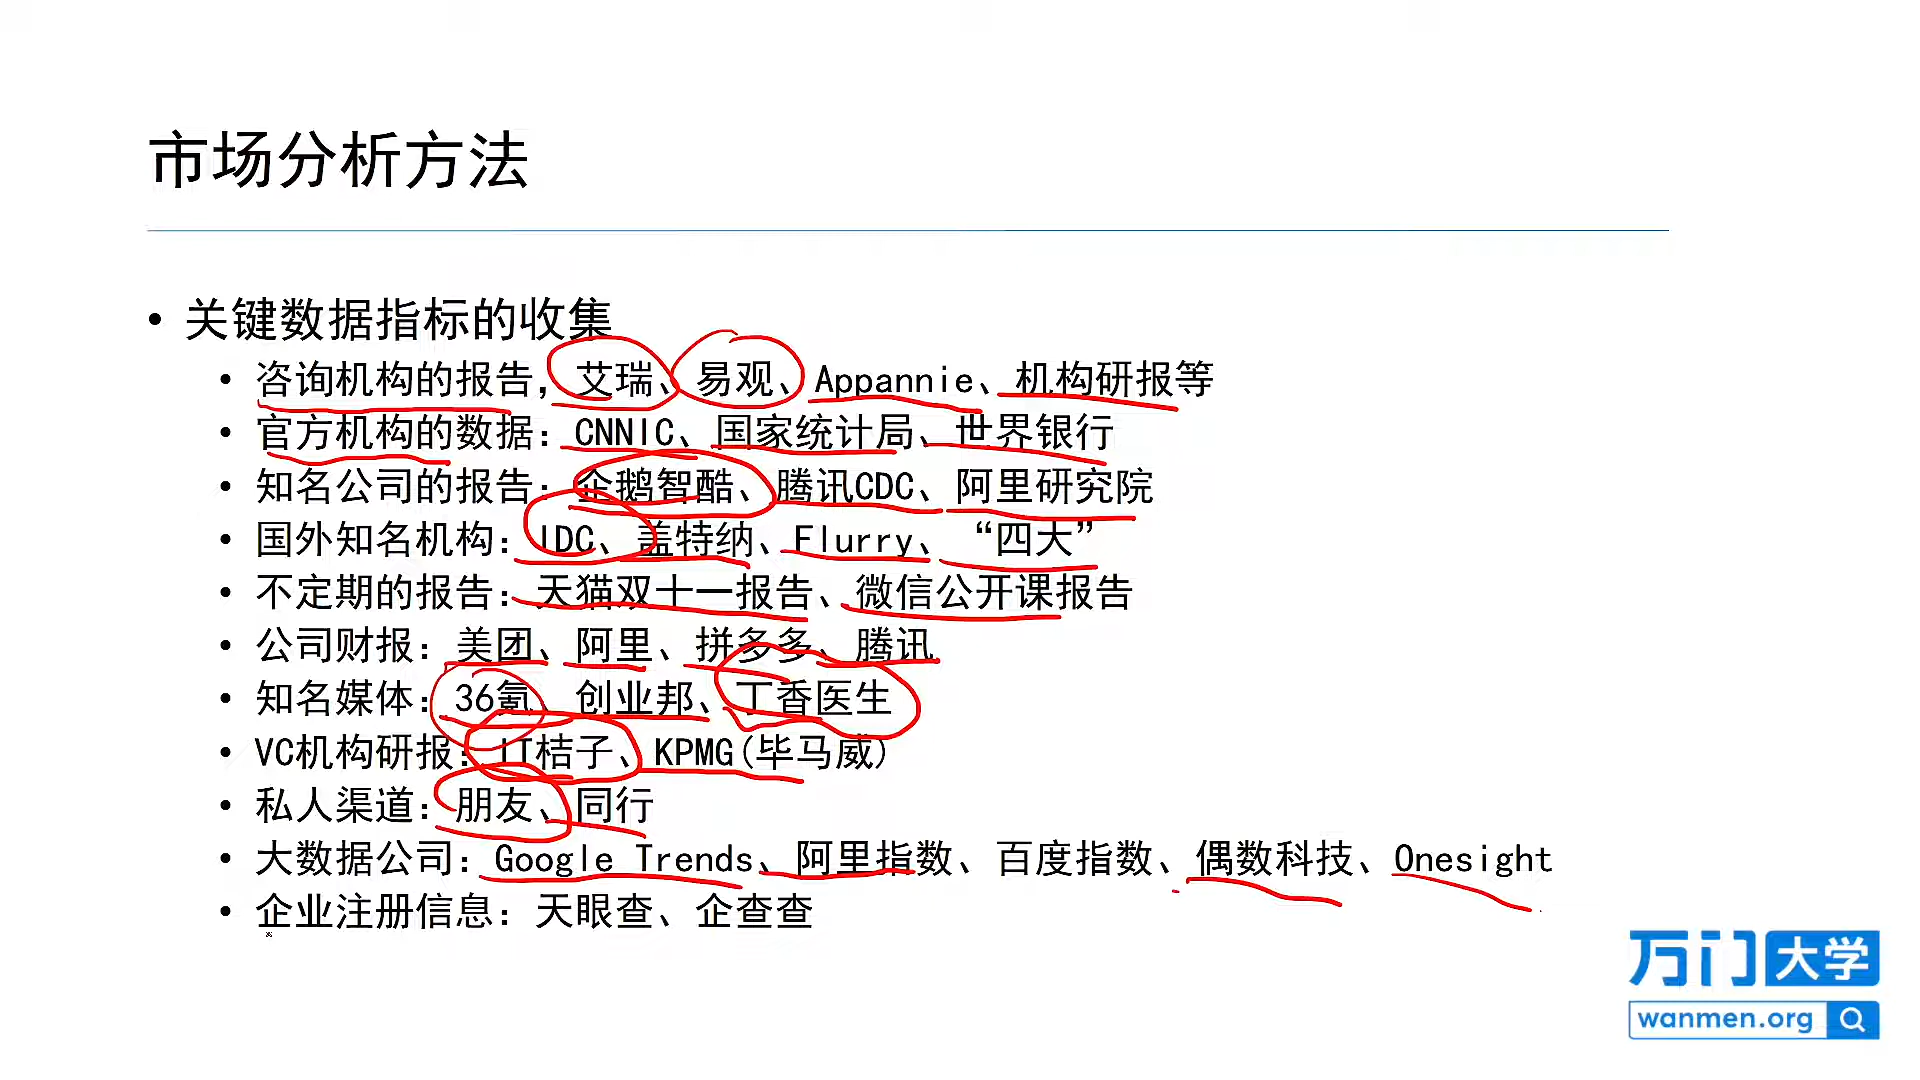 市场分析方法
• 关键数据指标的收集
• 咨询机构的报告，艾瑞、易观、Appannie、机构研报等
• 官方机构的数据：CNNIC、国家统计局、世界银行
• 知名公司的报告：企鹅智酷、腾讯CDC、阿里研究院
• 国外知名机构：IDC、盖特纳、Flurry、“四大”
• 不定期的报告：天猫双十一报告、微信公开课报告
• 公司财报：美团、阿里、拼多多、腾讯
• 知名媒体：36氪、创业邦、丁香医生
• VC机构研报：IT桔子、KPMG(毕马威)
• 私人渠道：朋友、同行
• 大数据公司：Google Trends、阿里指数、百度指数、偶数科技、Onesight
• 企业注册信息：天眼查、企查查
万门大学
wanmen.org